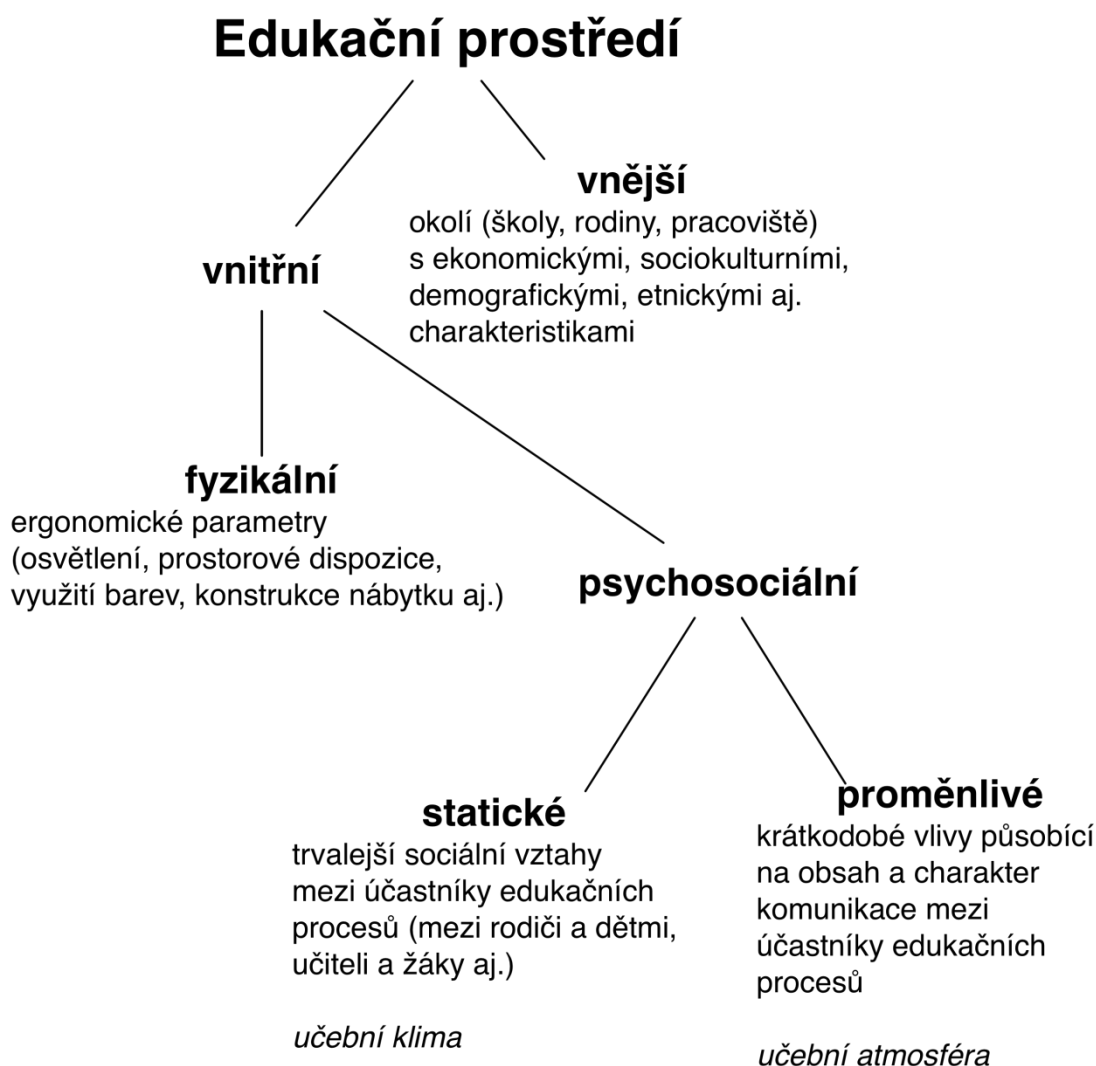 Edukační prostředí
vnější
okolí (školy, rodiny, pracoviště)
s ekonomickými, sociokulturními,
demografickými, etnickými aj.
charakteristikami
vnitřní
fyzikální
ergonomické parametry
(osvětlení, prostorové dispozice,
využití barev, konstrukce nábytku aj.)
psychosociální
statické
trvalejší sociální vztahy
mezi účastníky edukačních
procesů (mezi rodiči a dětmi,
učiteli a žáky aj.)
učební klima
proměnlivé
krátkodobé vlivy působící
na obsah a charakter
komunikace mezi
účastníky edukačních
procesů
učební atmosféra